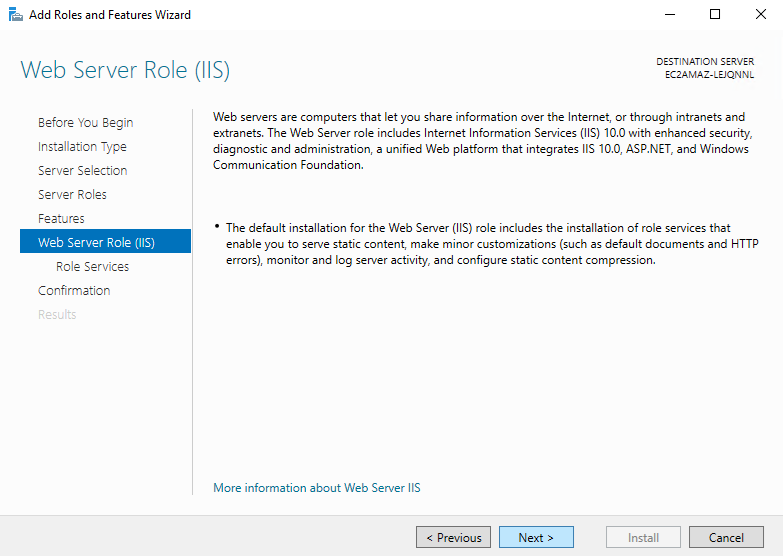 Add Roles and Features Wizard
Web Server Role (IIS)
DESTINATION SERVER
EC2AMAZ-LEJQNNL
Before You Begin
Installation Type
Server Selection
Server Roles
Features
Web Server Role (IIS)
Role Services
Confirmation
Results
Web servers are computers that let you share information over the Internet, or through intranets and
extranets. The Web Server role includes Internet Information Services (IIS) 10.0 with enhanced security,
diagnostic and administration, a unified Web platform that integrates IIS 10.0, ASP.NET, and Windows
Communication Foundation.
• The default installation for the Web Server (IIS) role includes the installation of role services that
enable you to serve static content, make minor customizations (such as default documents and HTTP
errors), monitor and log server activity, and configure static content compression.
More information about Web Server IIS
< Previous
Next >
Install
Cancel